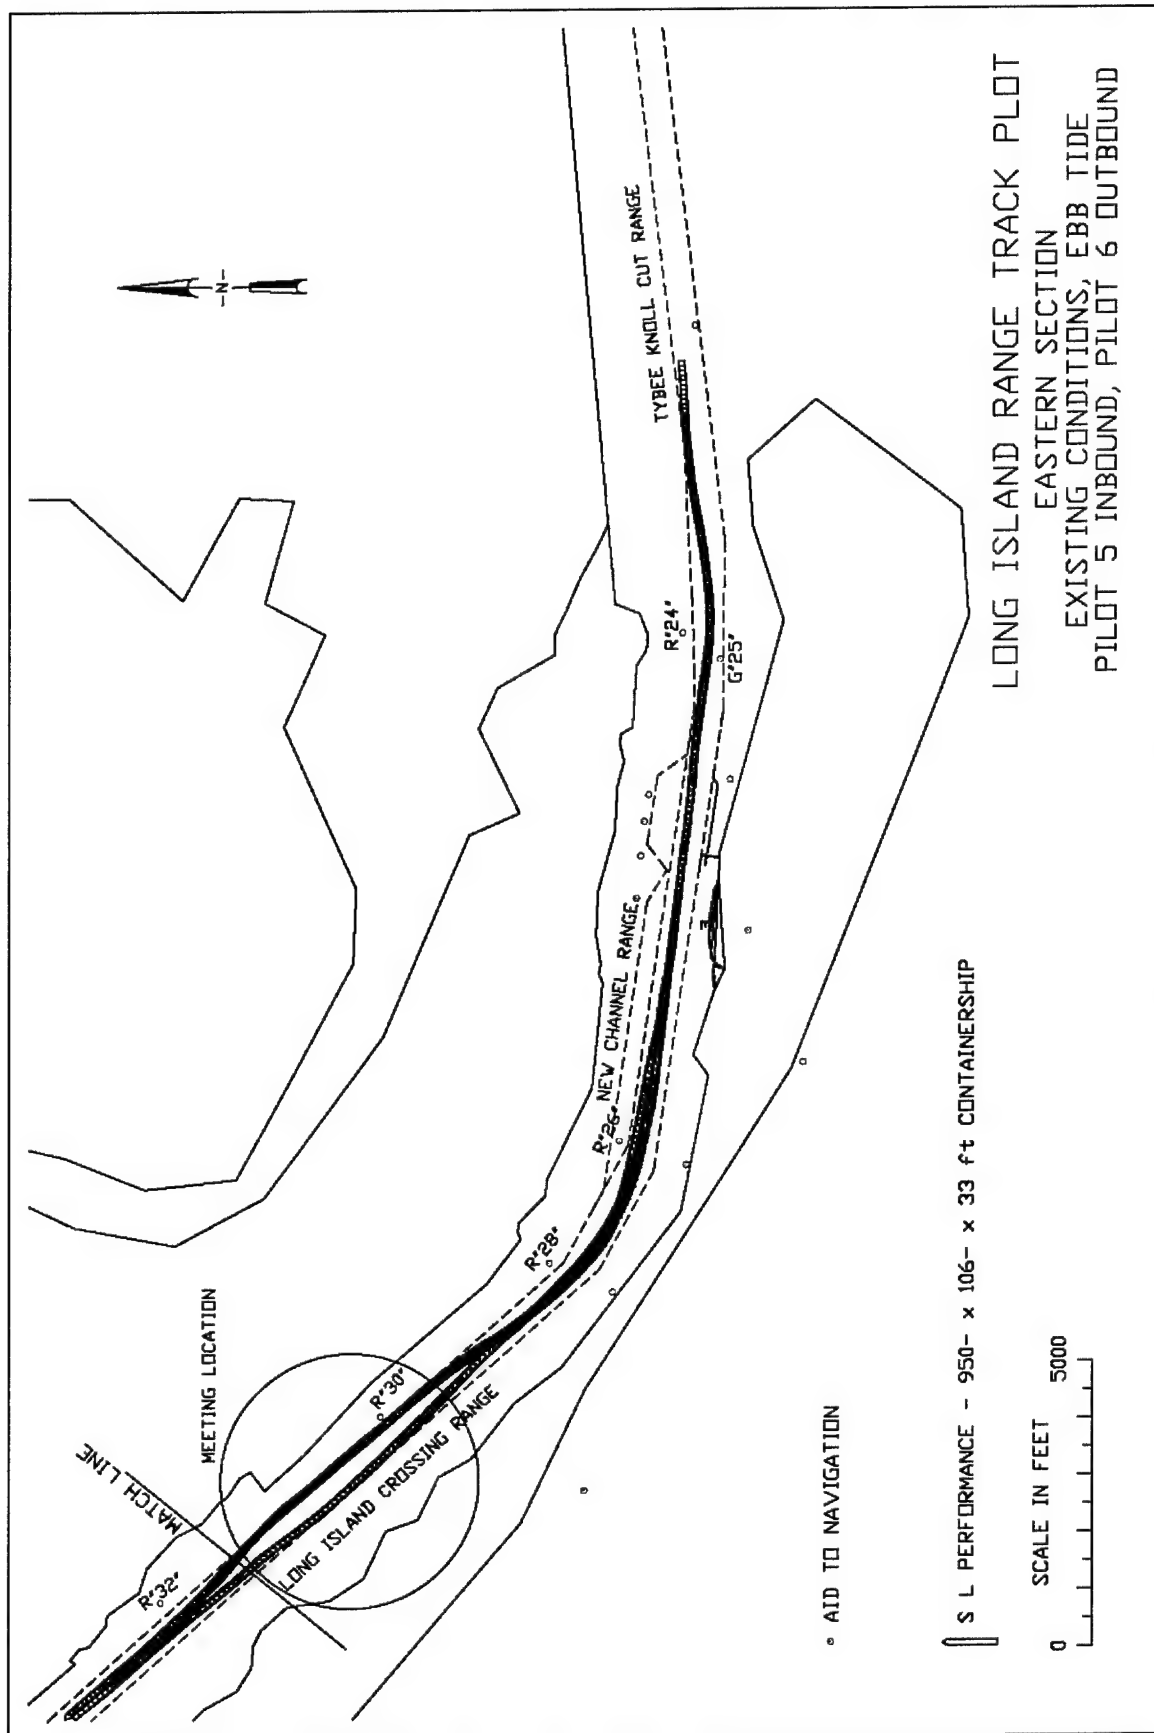 LONG ISLAND RANGE TRACK PLOT
EASTERN SECTION
EXISTING CONDITIONS, EBB TIDE
PILOT 5 INBOUND, PILOT 6 OUTBOUND
-N-
MATCH LINE
MEETING LOCATION
R"32"
R"30"
R"28"
R"26"
R"24"
G"25"
LONG ISLAND CROSSING RANGE
NEW CHANNEL RANGE
TYBEE KNOLL CUT RANGE
AID TO NAVIGATION
S L PERFORMANCE - 950- x 106- x 33 ft CONTAINERSHIP
0 5000
SCALE IN FEET